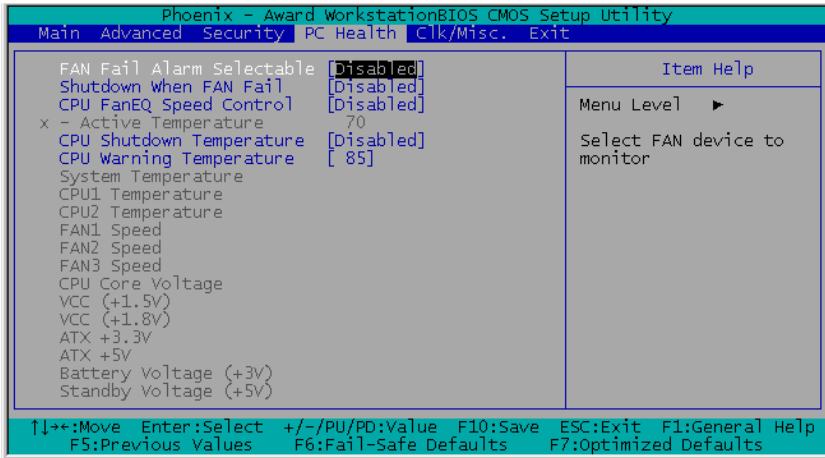 Phoenix - Award WorkstationBIOS CMOS Setup Utility
Main Advanced Security PC Health Clk/Misc. Exit
FAN Fail Alarm Selectable [Disabled]
Shutdown When FAN Fail [Disabled]
CPU FanEQ Speed Control [Disabled]
x - Active Temperature 70
CPU Shutdown Temperature [Disabled]
CPU Warning Temperature [ 85]
System Temperature
CPU1 Temperature
CPU2 Temperature
FAN1 Speed
FAN2 Speed
FAN3 Speed
CPU Core Voltage
VCC (+1.5V)
VCC (+1.8V)
ATX +3.3V
ATX +5V
Battery Voltage (+3V)
Standby Voltage (+5V)
Item Help
Menu Level ►
Select FAN device to
monitor
↑↓→←:Move Enter:Select +/-/PU/PD:Value F10:Save ESC:Exit F1:General Help
F5:Previous Values F6:Fail-Safe Defaults F7:Optimized Defaults